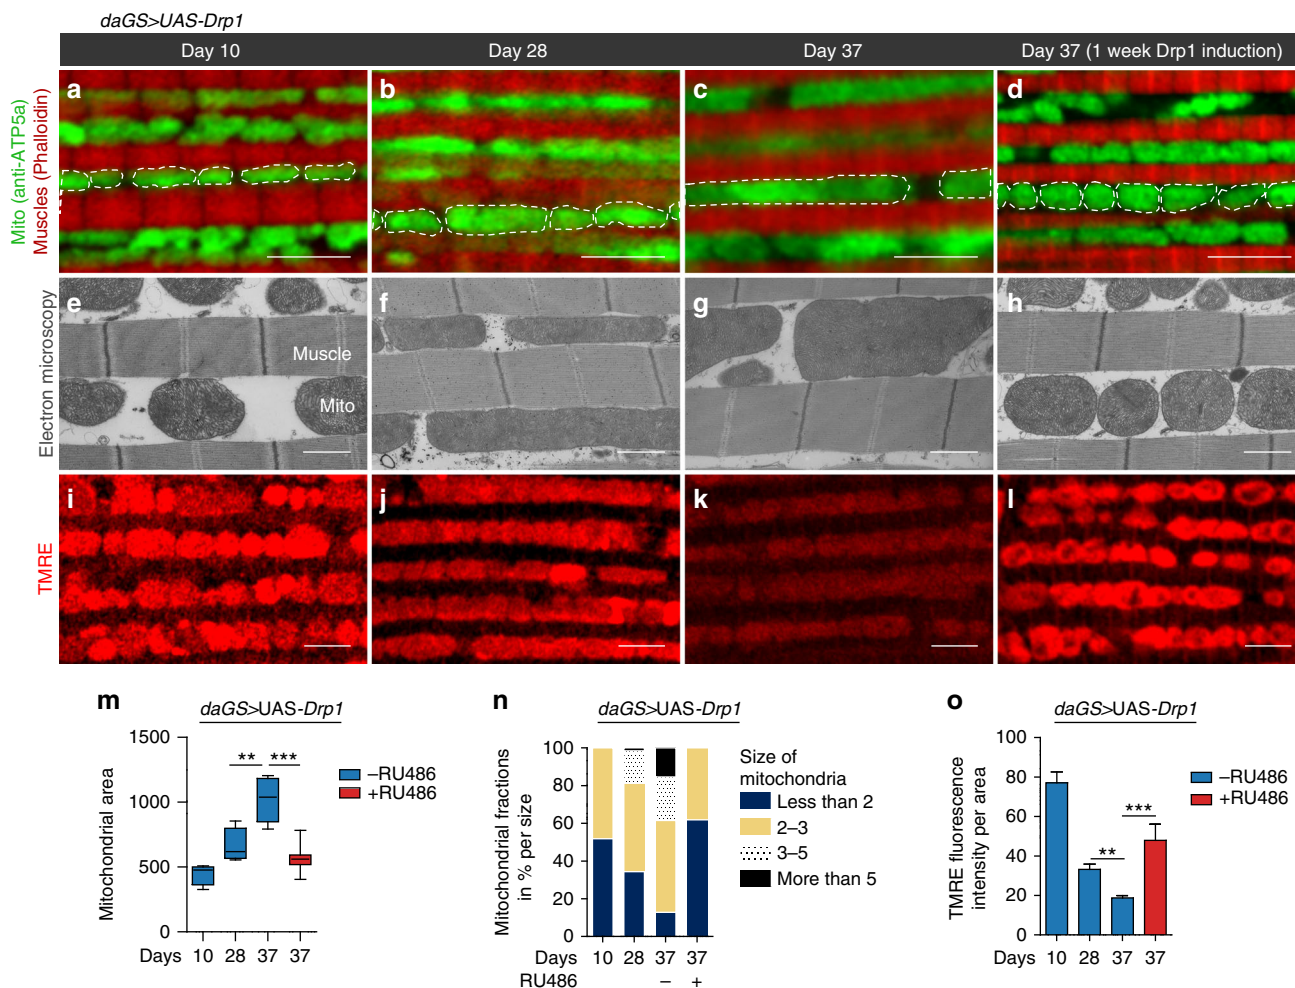 daGS>UAS-Drp1
Day 10
Day 28
Day 37
Day 37 (1 week Drp1 induction)
Mito (anti-ATP5a)
Muscles (Phalloidin)
a
b
c
d
Electron microscopy
e
Muscle
Mito
f
g
h
TMRE
i
j
k
l
m
daGS>UAS-Drp1
Mitochondrial area
1500
1000
500
0
**
***
–RU486
+RU486
Days 10 28 37 37
n
daGS>UAS-Drp1
Mitochondrial fractions
in % per size
100
80
60
40
20
0
Size of
mitochondria
Less than 2
2–3
3–5
More than 5
Days 10 28 37 37
RU486 – +
o
daGS>UAS-Drp1
TMRE fluorescence
intensity per area
100
80
60
40
20
0
**
***
–RU486
+RU486
Days 10 28 37 37